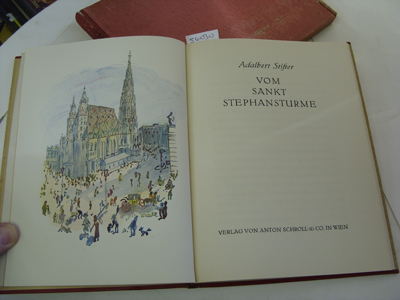 Adalbert Stifter
VOM
SANKT
STEPHANSTURME
VERLAG VON ANTON SCHROLL & CO. IN WIEN